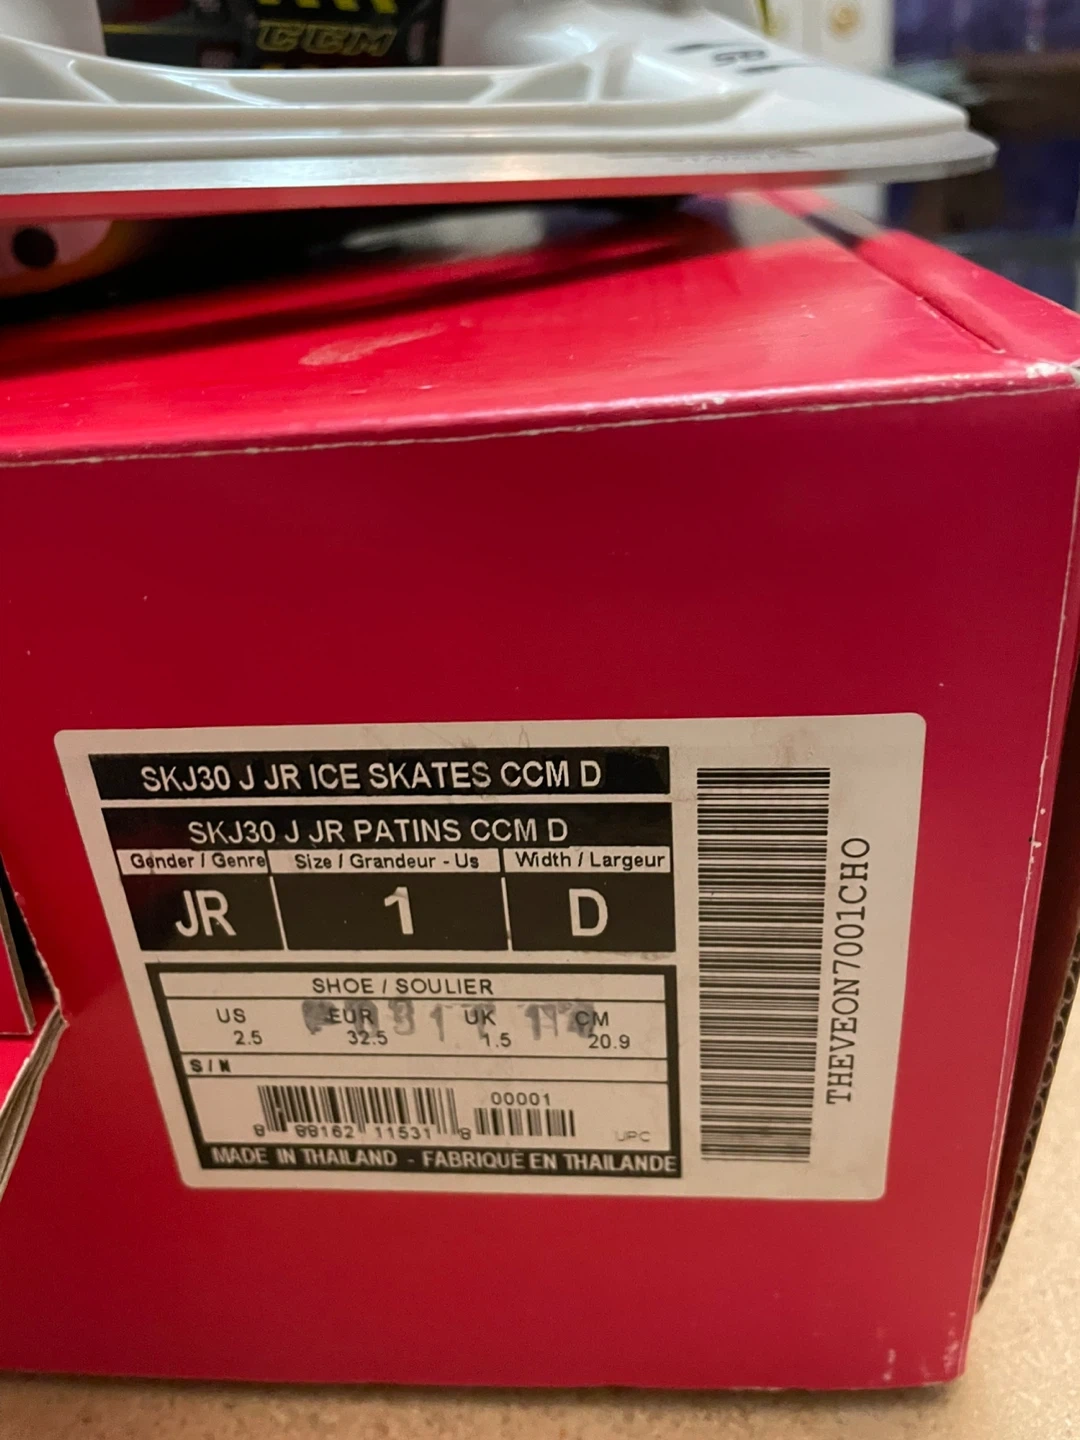 CCM
SKJ30 J JR ICE SKATES CCM D
SKJ30 J JR PATINS CCM D
Gender / Genre Size / Grandeur - Us Width / Largeur
JR 1 D
SHOE / SOULIER
US EUR UK CM
2.5 32.5 1.5 20.9
S/N
00001
8 88162 11531 8 UPC
MADE IN THAILAND - FABRIQUE EN THAILANDE
THEVEON7001CHO